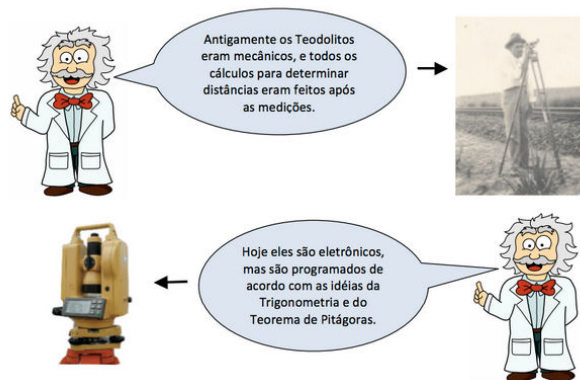 Antigamente os Teodolitos
eram mecânicos, e todos os
cálculos para determinar
distâncias eram feitos após
as medições.
Hoje eles são eletrônicos,
mas são programados de
acordo com as idéias da
Trigonometria e do
Teorema de Pitágoras.